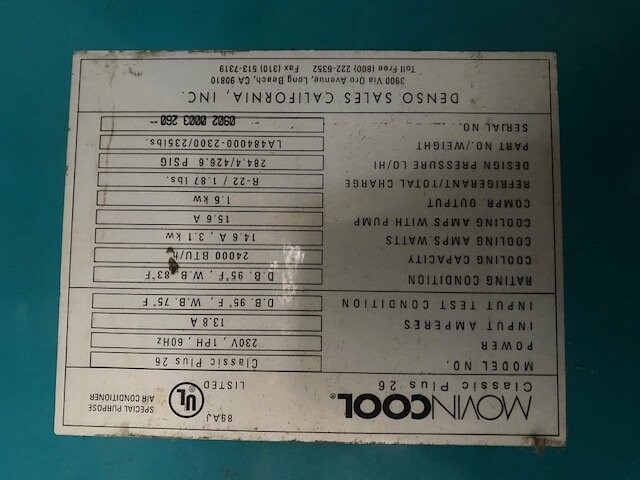 MOVINCOOL
Classic Plus 26
89AJ
UL
LISTED
SPECIAL PURPOSE
AIR CONDITIONER
MODEL NO. Classic Plus 26
POWER 230V, 1PH, 60Hz
INPUT AMPERES 13.8 A
INPUT TEST CONDITION D.B. 95°F, W.B. 75°F
RATING CONDITION D.B. 95°F, W.B. 83°F
COOLING CAPACITY 24000 BTU/h
COOLING AMPS.WATTS 14.6 A, 3.1 kw
COOLING AMPS WITH PUMP 15.6 A
COMPR. OUTPUT 1.6 kw
REFRIGERANT/TOTAL CHARGE R-22 / 1.87 lbs.
DESIGN PRESSURE LO/HI 284.4/426.6 PSIG
PART NO./WEIGHT LA484000-2300/235lbs.
SERIAL NO. 0902 0003 260
DENSO SALES CALIFORNIA, INC.
3900 Via Oro Avenue, Long Beach, CA 90810
Toll Free (800) 222-6352 Fax (310) 513-7319